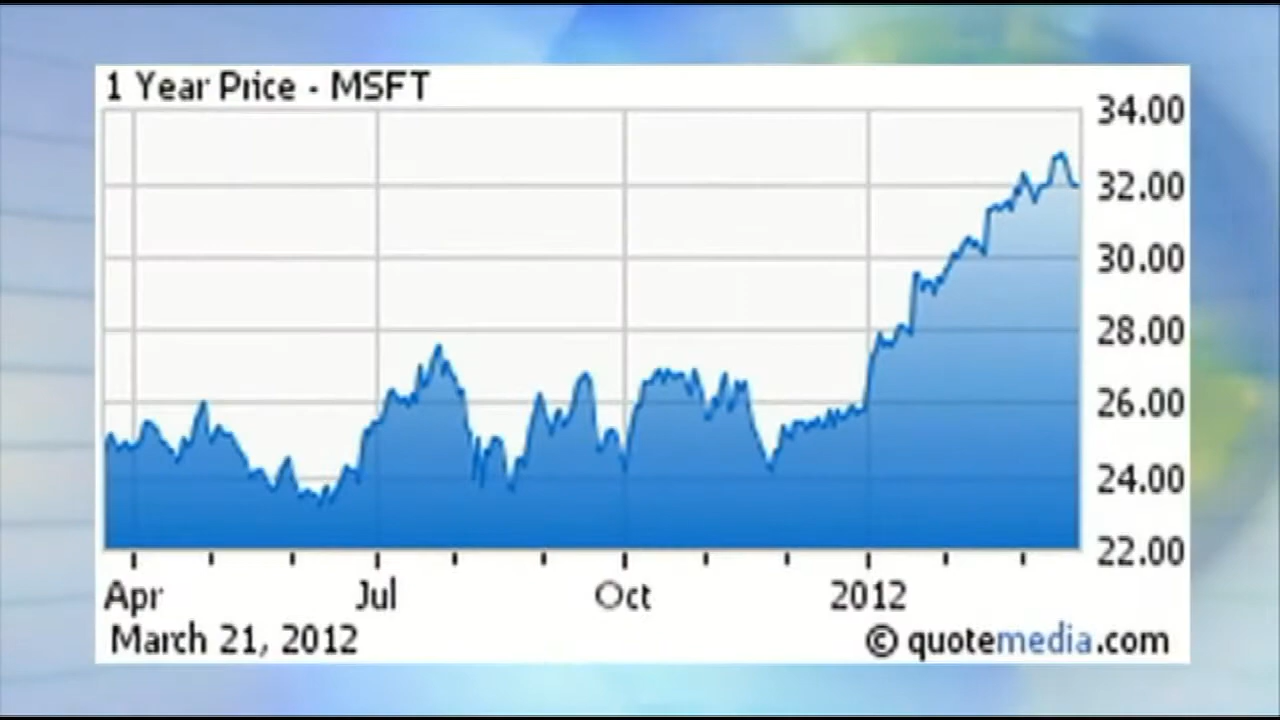 1 Year Price - MSFT
34.00
32.00
30.00
28.00
26.00
24.00
22.00
Apr Jul Oct 2012
March 21, 2012 © quotemedia.com